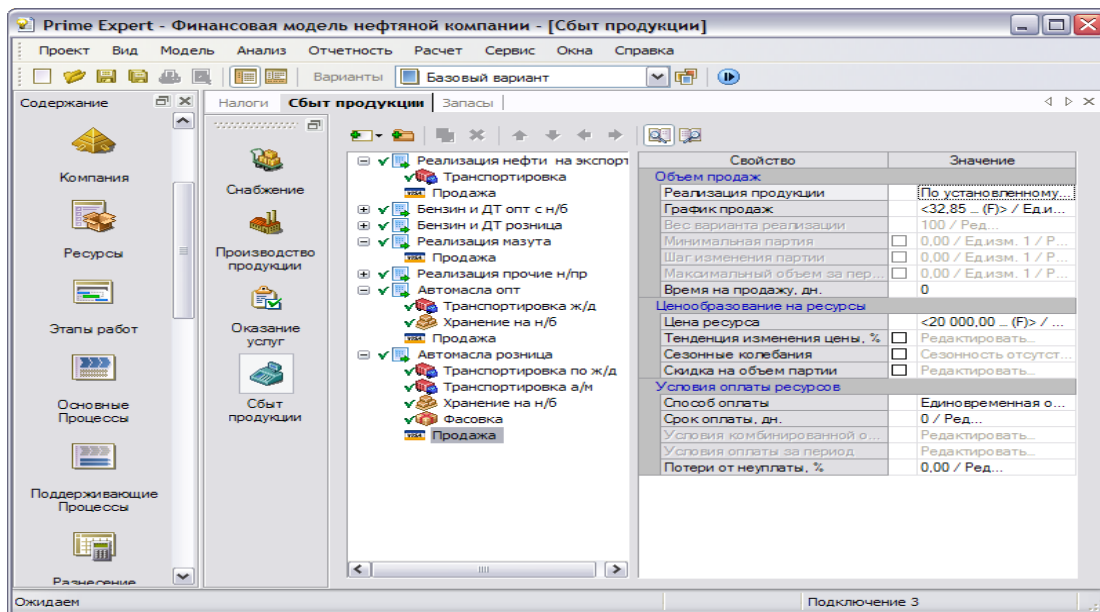 Prime Expert - Финансовая модель нефтяной компании - [Сбыт продукции]
Проект Вид Модель Анализ Отчетность Расчет Сервис Окна Справка
Варианты Базовый вариант
Содержание
Компания
Ресурсы
Этапы работ
Основные
Процессы
Поддерживающие
Процессы
Разнесение
Налоги Сбыт продукции Запасы
Снабжение
Производство
продукции
Оказание
услуг
Сбыт
продукции
Реализация нефти на экспорт
Транспортировка
VISA Продажа
Бензин и ДТ опт с н/б
Бензин и ДТ розница
Реализация мазута
VISA Продажа
Реализация прочие н/пр
Автомасла опт
Транспортировка ж/д
Хранение на н/б
VISA Продажа
Автомасла розница
Транспортировка по ж/д
Транспортировка а/м
Хранение на н/б
Фасовка
VISA Продажа
Свойство Значение
Объем продаж
Реализация продукции По установленному...
График продаж <32,85 ... (F)> / Ед.и...
Вес варианта реализации 100 / Ред...
Минимальная партия 0,00 / Ед.изм. 1 / Р...
Шаг изменения партии 0,00 / Ед.изм. 1 / Р...
Максимальный объем за пер... 0,00 / Ед.изм. 1 / Р...
Время на продажу, дн. 0
Ценообразование на ресурсы
Цена ресурса <20 000,00 ... (F)> / ...
Тенденция изменения цены, % Редактировать...
Сезонные колебания Сезонность отсутст...
Скидка на объем партии Редактировать...
Условия оплаты ресурсов
Способ оплаты Единовременная о...
Срок оплаты, дн. 0 / Ред...
Условия комбинированной о... Редактировать...
Условия оплаты за период Редактировать...
Потери от неуплаты, % 0,00 / Ред...
Ожидаем Подключение 3